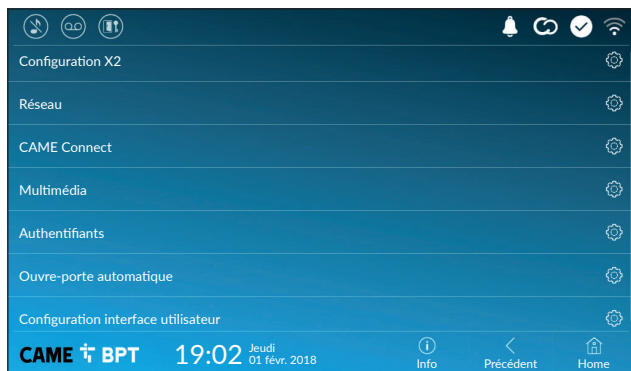 Configuration X2
Réseau
CAME Connect
Multimédia
Authentifiants
Ouvre-porte automatique
Configuration interface utilisateur
CAME BPT
19:02
Jeudi
01 févr. 2018
Info
Précédent
Home